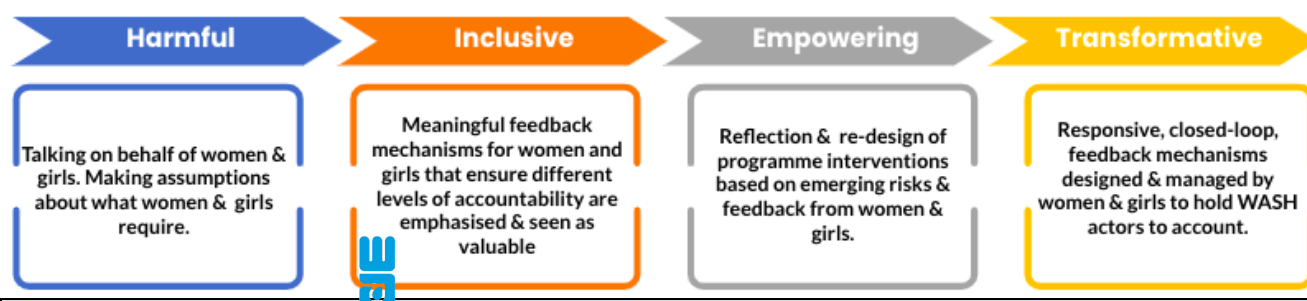 Harmful
Inclusive
Empowering
Transformative
Talking on behalf of women &
girls. Making assumptions
about what women & girls
require.
Meaningful feedback
mechanisms for women and
girls that ensure different
levels of accountability are
emphasised & seen as
valuable
Reflection & re-design of
programme interventions
based on emerging risks &
feedback from women &
girls.
Responsive, closed-loop,
feedback mechanisms
designed & managed by
women & girls to hold WASH
actors to account.